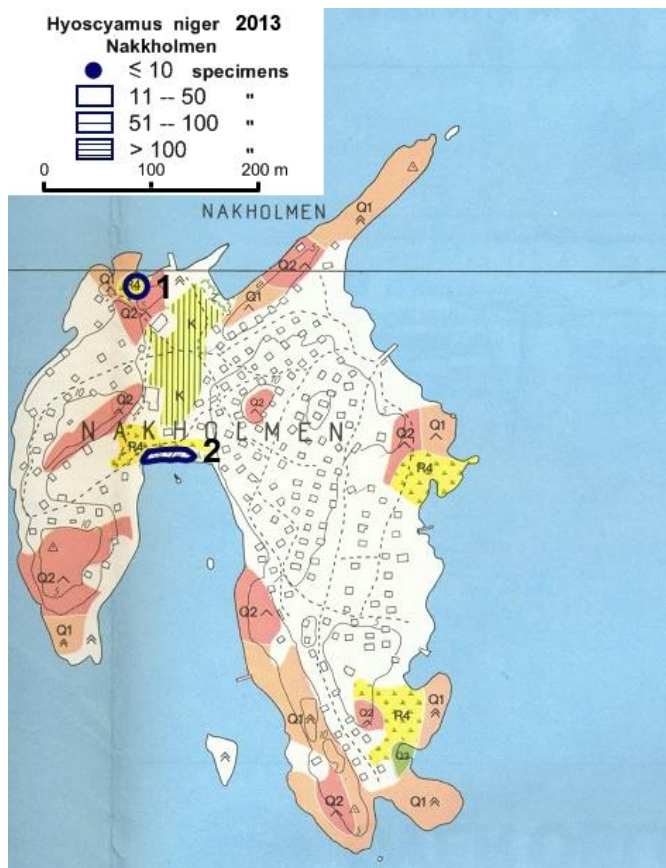 Hyoscyamus niger 2013
Nakkholmen
≤ 10 specimens
11 -- 50 "
51 -- 100 "
> 100 "
0 100 200 m
NAKHOLMEN
Q1
Q1
R4
1
Q2
Q2
Q1
K
K
Q2
Q2
NAKHOLMEN
Q2
Q1
R4
2
R4
Q2
Q1
Q2
Q1
Q2
R4
Q1
Q3
Q2
Q1